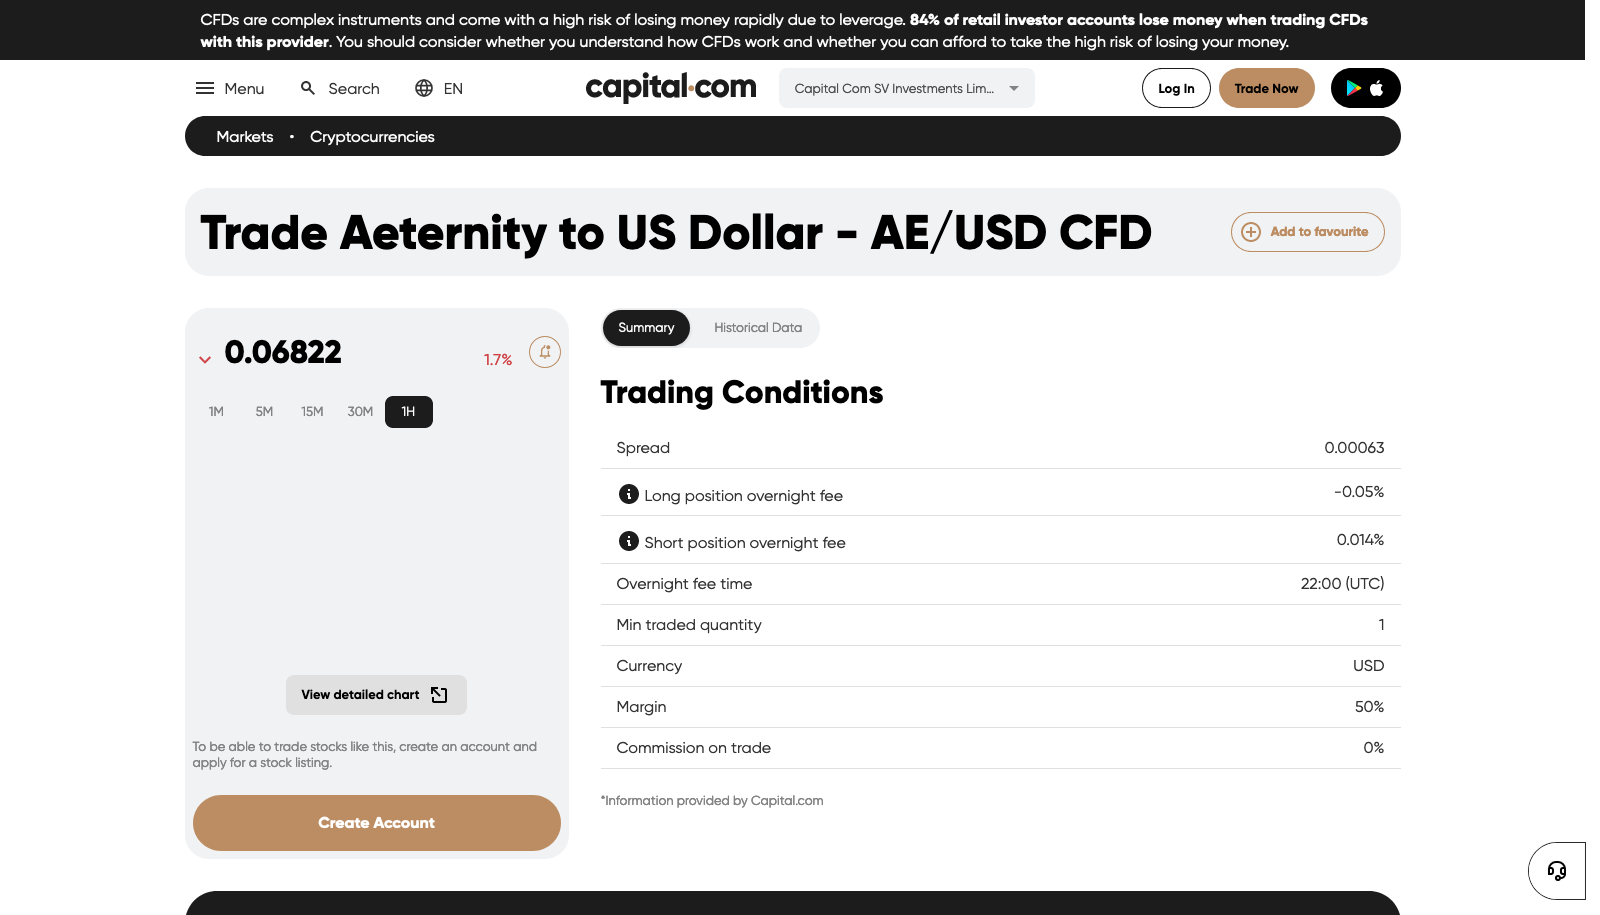 CFDs are complex instruments and come with a high risk of losing money rapidly due to leverage. 84% of retail investor accounts lose money when trading CFDs
with this provider. You should consider whether you understand how CFDs work and whether you can afford to take the high risk of losing your money.
Menu
Search
EN
capital.com
Capital Com SV Investments Lim...
Log In
Trade Now
Markets • Cryptocurrencies
Trade Aeternity to US Dollar - AE/USD CFD
Add to favourite
0.06822
1.7%
1M 5M 15M 30M 1H
View detailed chart
To be able to trade stocks like this, create an account and
apply for a stock listing.
Create Account
Summary
Historical Data
Trading Conditions
Spread 0.00063
Long position overnight fee -0.05%
Short position overnight fee 0.014%
Overnight fee time 22:00 (UTC)
Min traded quantity 1
Currency USD
Margin 50%
Commission on trade 0%
*Information provided by Capital.com